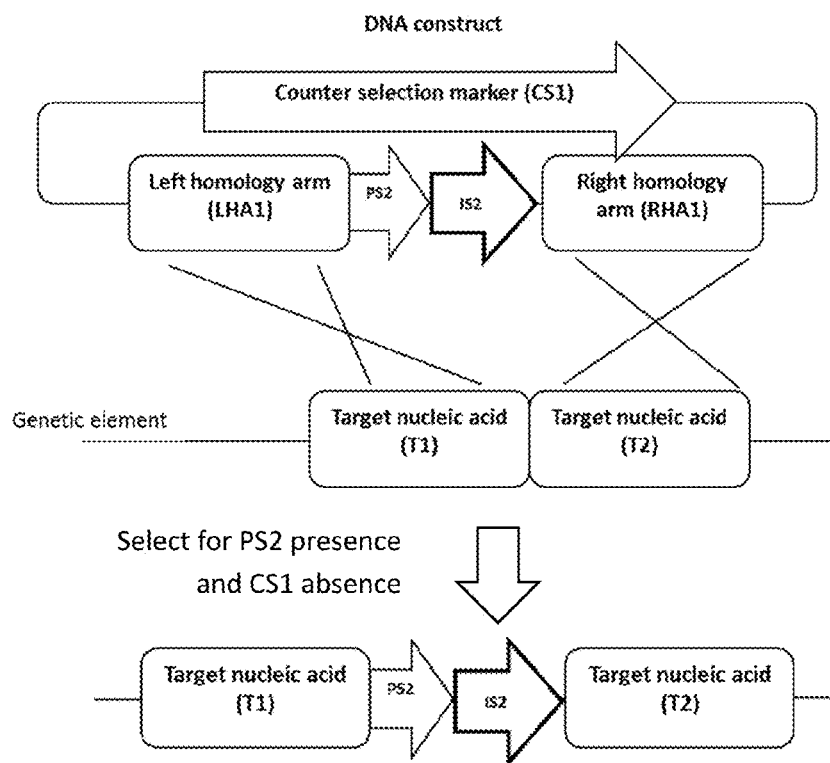 DNA construct
Counter selection marker (CS1)
Left homology arm
(LHA1)
PS2
IS2
Right homology
arm (RHA1)
Genetic element
Target nucleic acid
(T1)
Target nucleic acid
(T2)
Select for PS2 presence
and CS1 absence
Target nucleic acid
(T1)
PS2
IS2
Target nucleic acid
(T2)